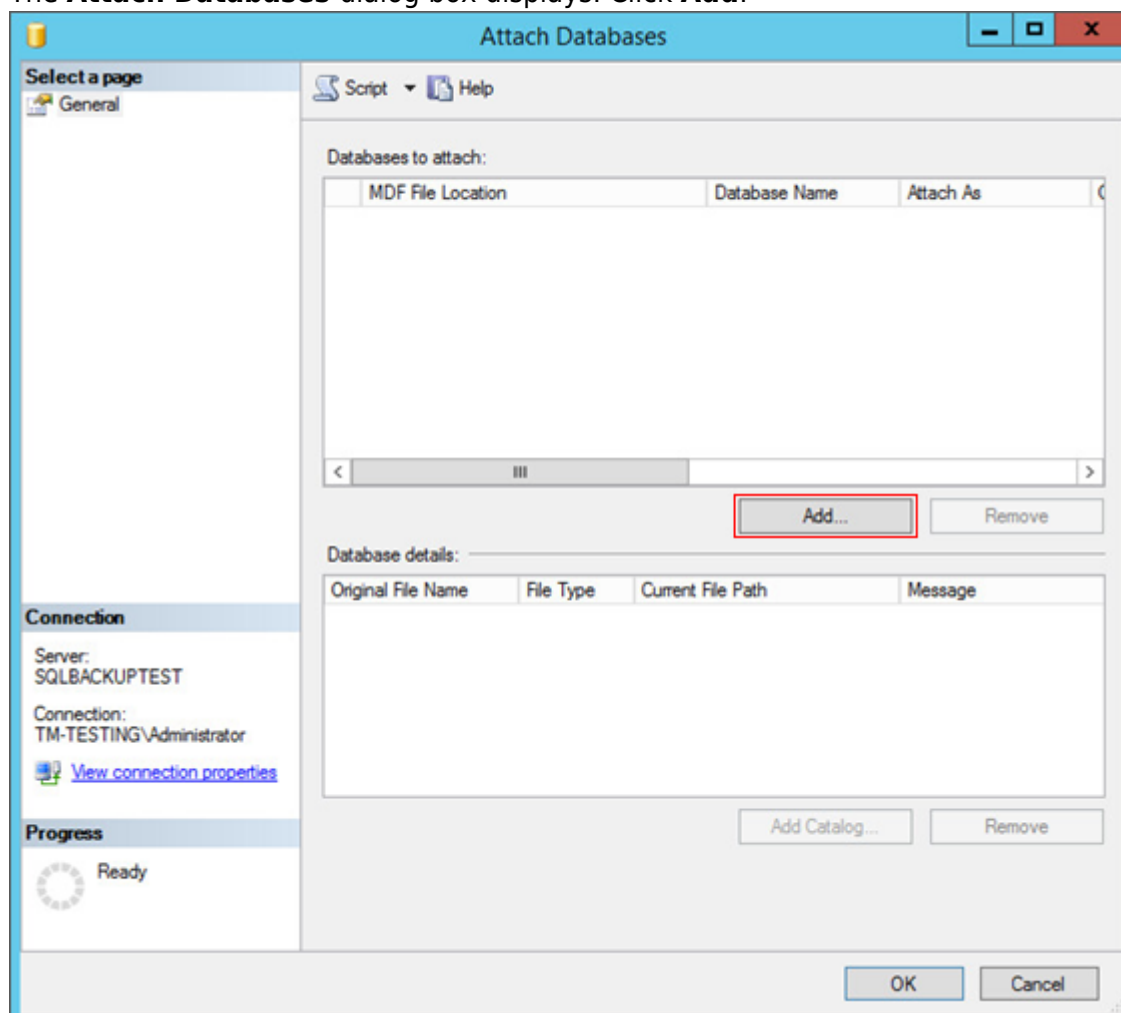 The Attach Databases dialog box displays. Click Add.
Attach Databases
Select a page
General
Script
Help
Databases to attach:
MDF File Location
Database Name
Attach As
Add...
Remove
Database details:
Original File Name
File Type
Current File Path
Message
Connection
Server:
SQLBACKUPTEST
Connection:
TM-TESTING\Administrator
View connection properties
Add Catalog...
Remove
Progress
Ready
OK
Cancel